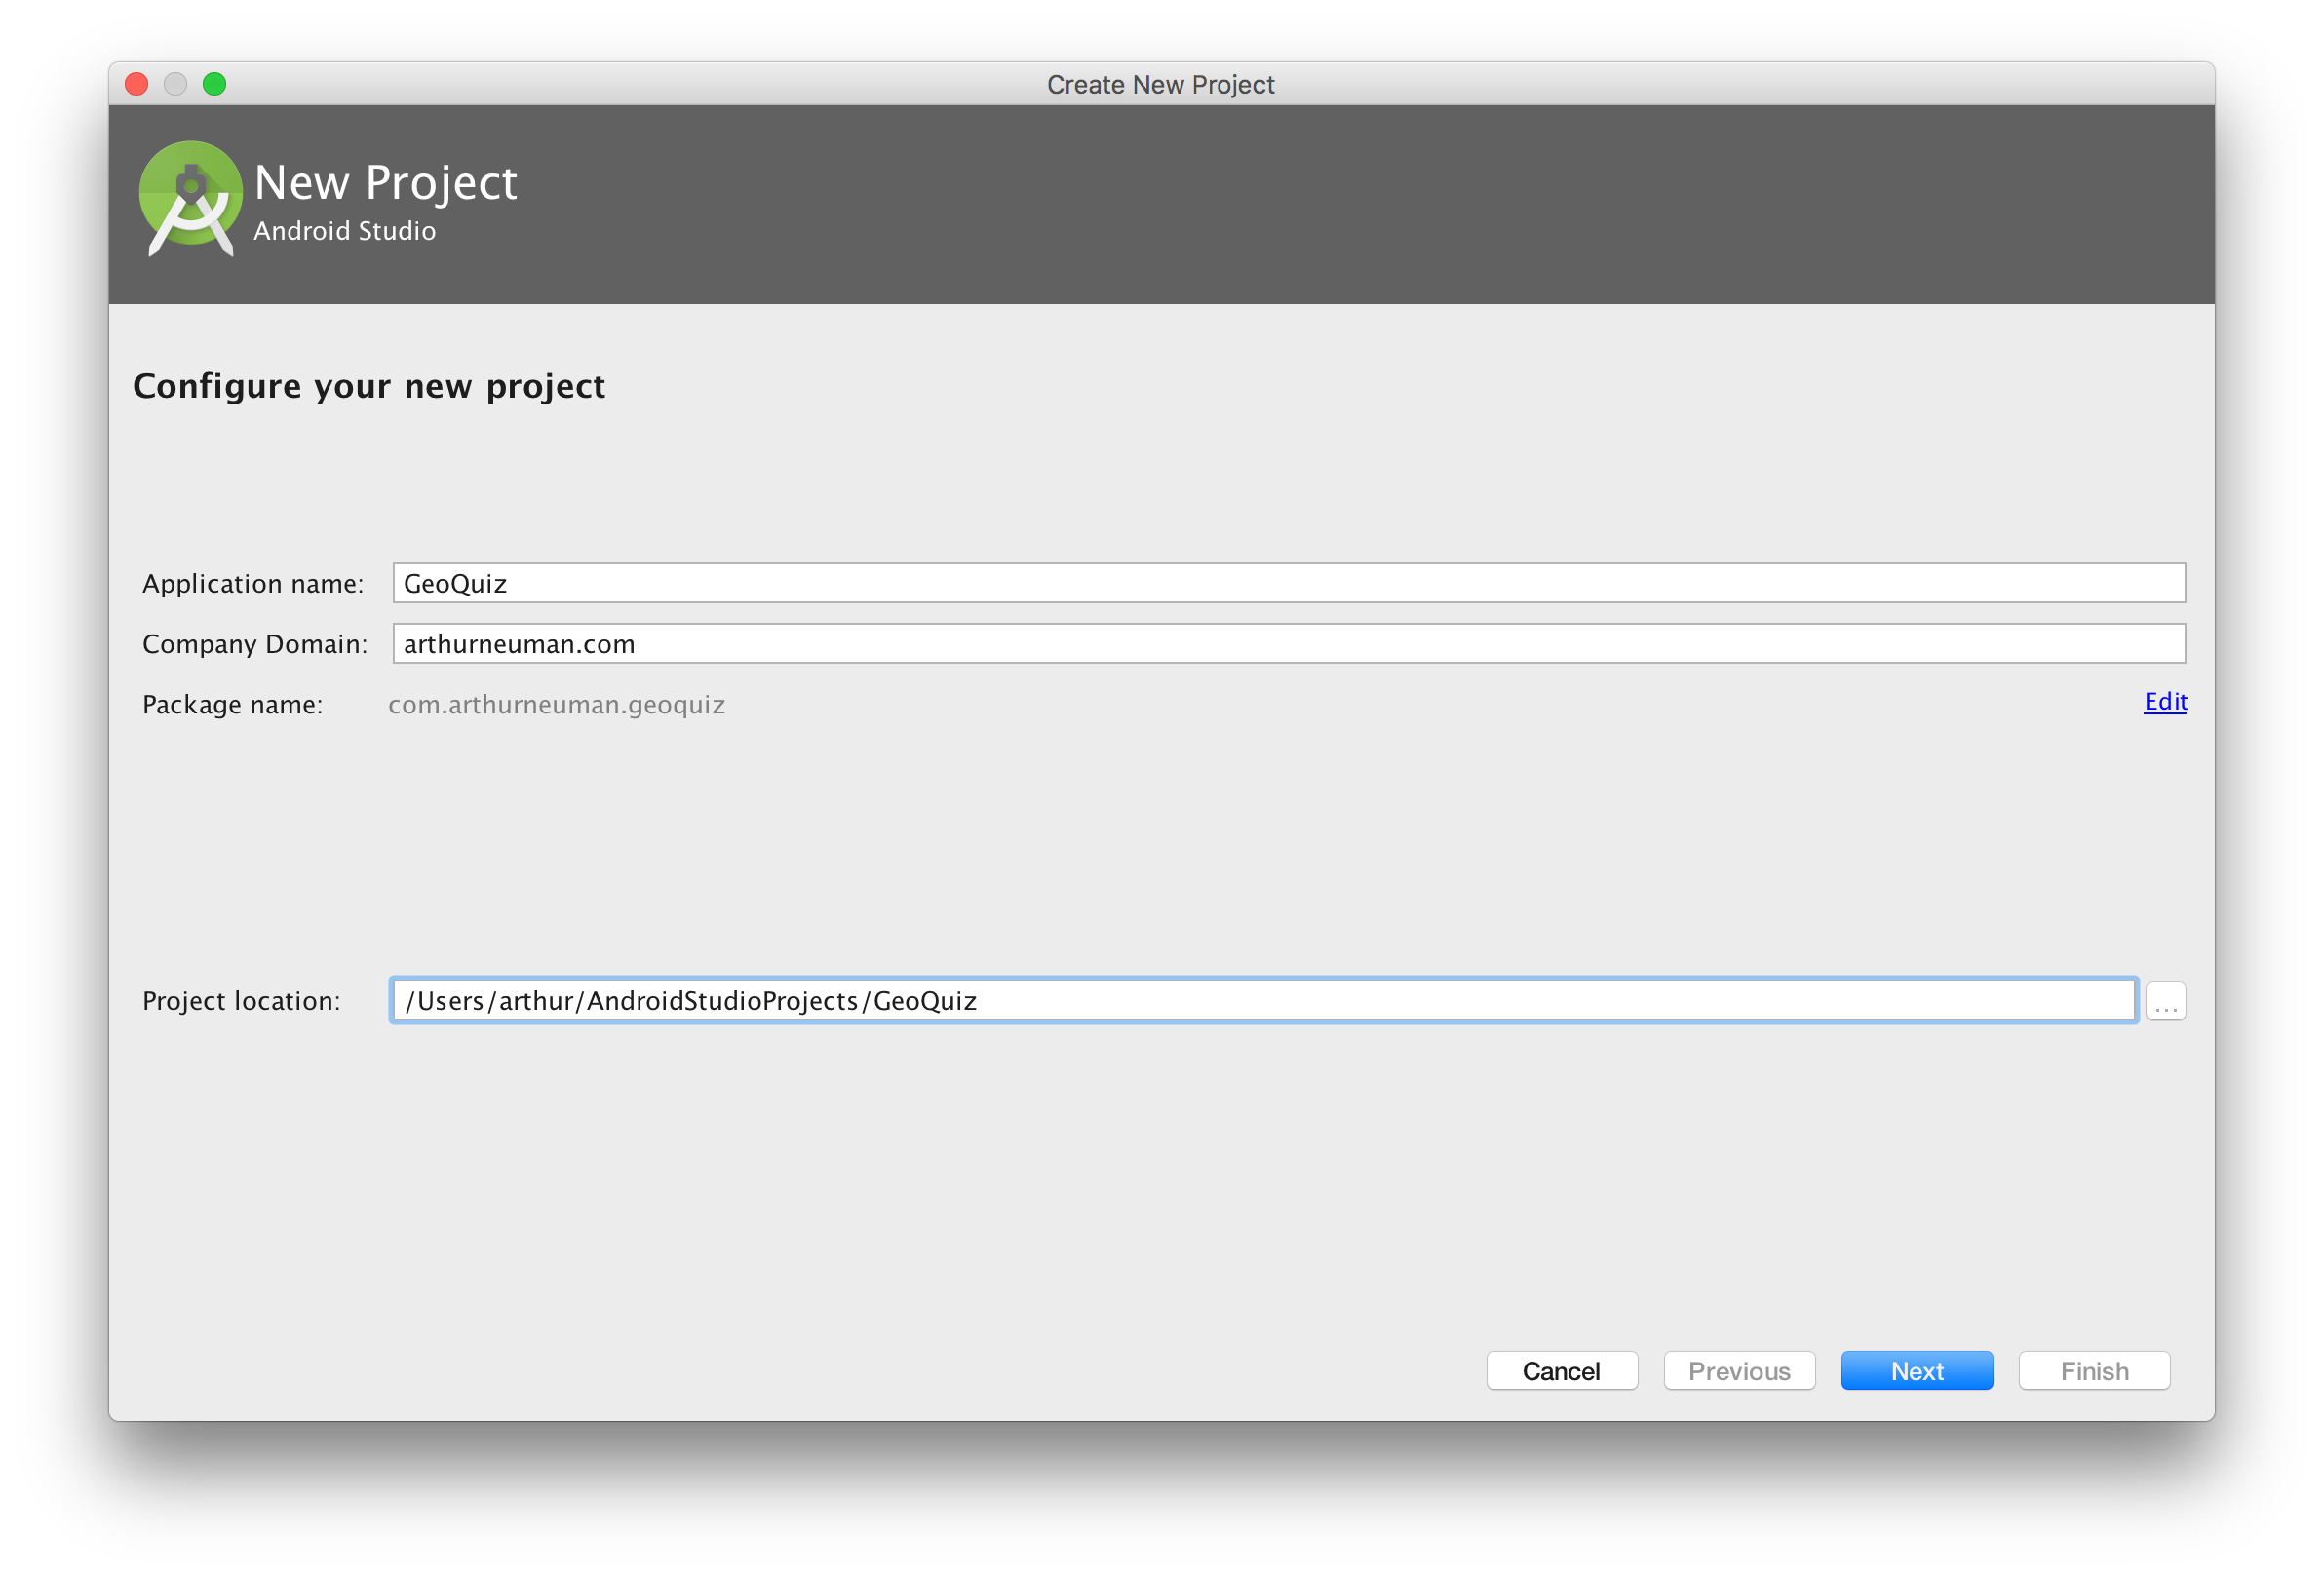 Create New Project
New Project
Android Studio
Configure your new project
Application name: GeoQuiz
Company Domain: arthurneuman.com
Package name: com.arthurneuman.geoquiz Edit
Project location: /Users/arthur/AndroidStudioProjects/GeoQuiz ...
Cancel Previous Next Finish